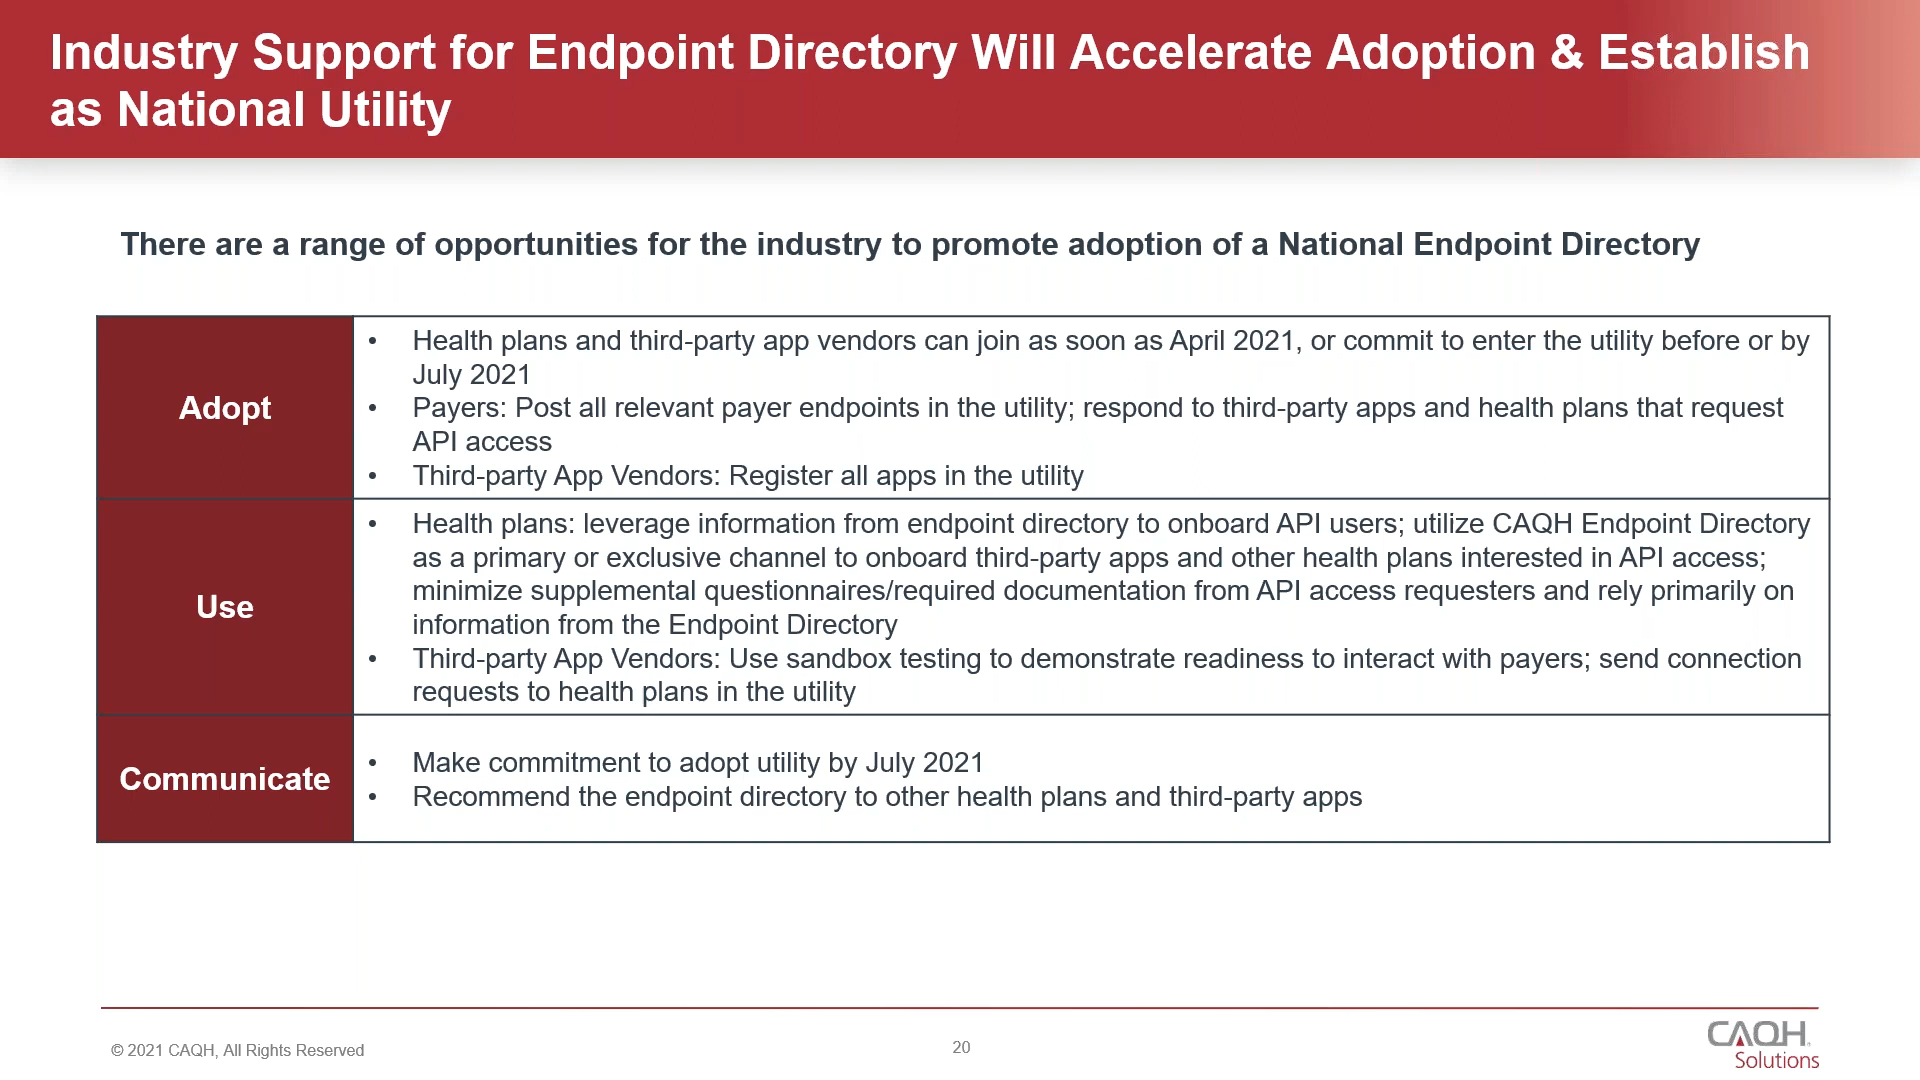 Industry Support for Endpoint Directory Will Accelerate Adoption & Establish
as National Utility
There are a range of opportunities for the industry to promote adoption of a National Endpoint Directory
Adopt
• Health plans and third-party app vendors can join as soon as April 2021, or commit to enter the utility before or by
July 2021
• Payers: Post all relevant payer endpoints in the utility; respond to third-party apps and health plans that request
API access
• Third-party App Vendors: Register all apps in the utility
Use
• Health plans: leverage information from endpoint directory to onboard API users; utilize CAQH Endpoint Directory
as a primary or exclusive channel to onboard third-party apps and other health plans interested in API access;
minimize supplemental questionnaires/required documentation from API access requesters and rely primarily on
information from the Endpoint Directory
• Third-party App Vendors: Use sandbox testing to demonstrate readiness to interact with payers; send connection
requests to health plans in the utility
Communicate
• Make commitment to adopt utility by July 2021
• Recommend the endpoint directory to other health plans and third-party apps
© 2021 CAQH, All Rights Reserved
20
CAQH
Solutions